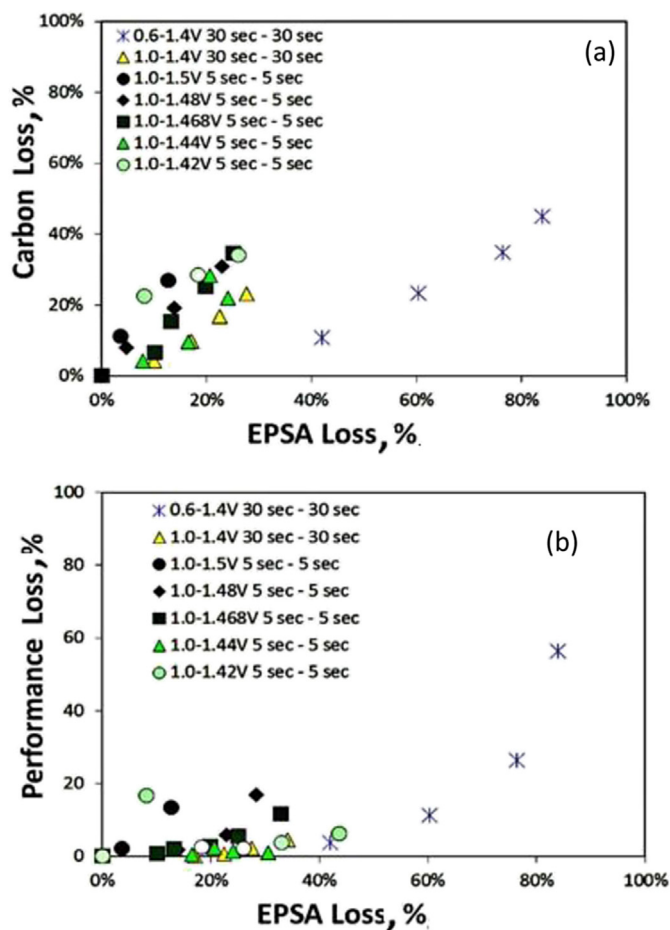 100%
80%
60%
40%
20%
0%
Carbon Loss, %
0.6-1.4V 30 sec - 30 sec
1.0-1.4V 30 sec - 30 sec
1.0-1.5V 5 sec - 5 sec
1.0-1.48V 5 sec - 5 sec
1.0-1.468V 5 sec - 5 sec
1.0-1.44V 5 sec - 5 sec
1.0-1.42V 5 sec - 5 sec
(a)
0% 20% 40% 60% 80% 100%
EPSA Loss, %
100
80
60
40
20
0
Performance Loss, %
0.6-1.4V 30 sec - 30 sec
1.0-1.4V 30 sec - 30 sec
1.0-1.5V 5 sec - 5 sec
1.0-1.48V 5 sec - 5 sec
1.0-1.468V 5 sec - 5 sec
1.0-1.44V 5 sec - 5 sec
1.0-1.42V 5 sec - 5 sec
(b)
0% 20% 40% 60% 80% 100%
EPSA Loss, %